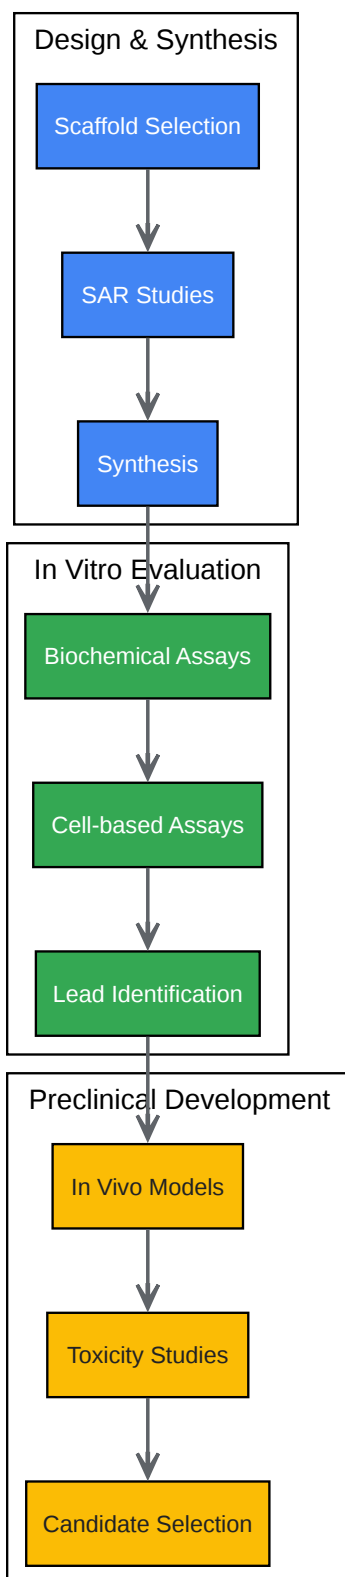 Design & Synthesis
Scaffold Selection
SAR Studies
Synthesis
In Vitro Evaluation
Biochemical Assays
Cell-based Assays
Lead Identification
Preclinical Development
In Vivo Models
Toxicity Studies
Candidate Selection